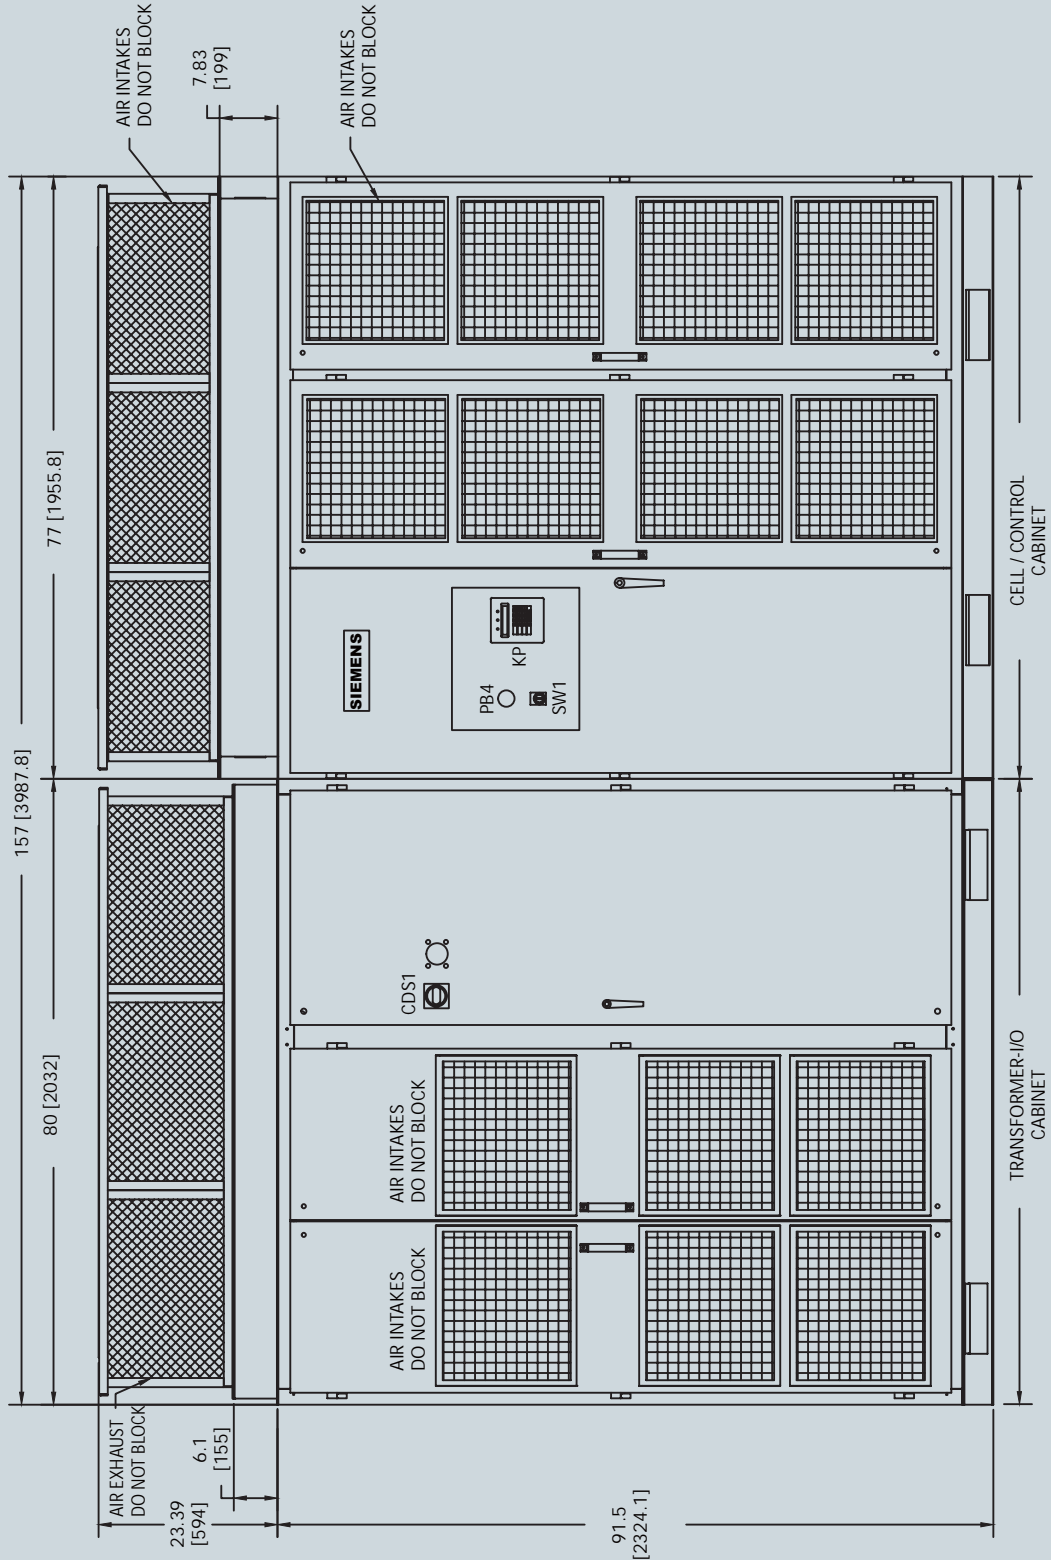 157 [3987.8]
80 [2032]
77 [1955.8]
AIR EXHAUST
DO NOT BLOCK
AIR INTAKES
DO NOT BLOCK
23.39
[594]
6.1
[155]
7.83
[199]
AIR INTAKES
DO NOT BLOCK
AIR INTAKES
DO NOT BLOCK
AIR INTAKES
DO NOT BLOCK
CDS1
SIEMENS
PB4
SW1
KP
91.5
[2324.1]
TRANSFORMER-I/O
CABINET
CELL / CONTROL
CABINET